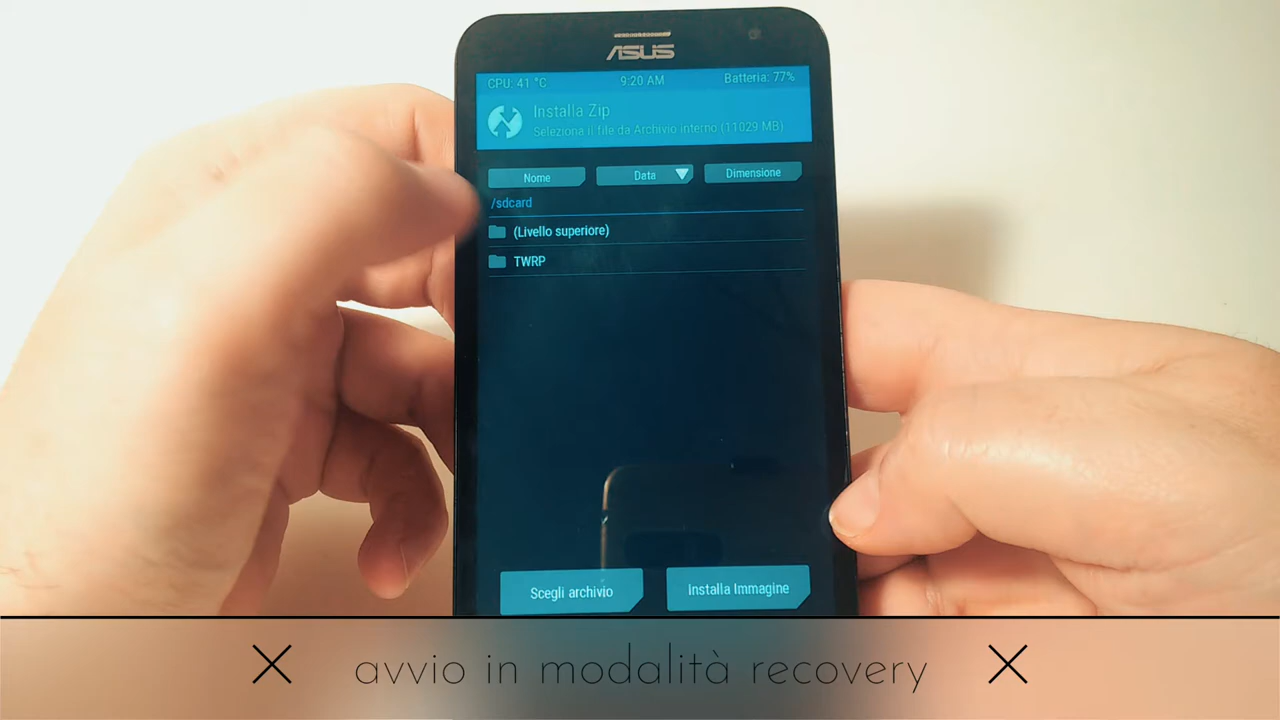 ASUS
CPU: 41 °C 9:20 AM Batteria: 77%
Installa Zip
Seleziona il file da Archivio interno (11029 MB)
Nome Data Dimensione
/sdcard
(Livello superiore)
TWRP
Scegli archivio Installa Immagine
avvio in modalità recovery